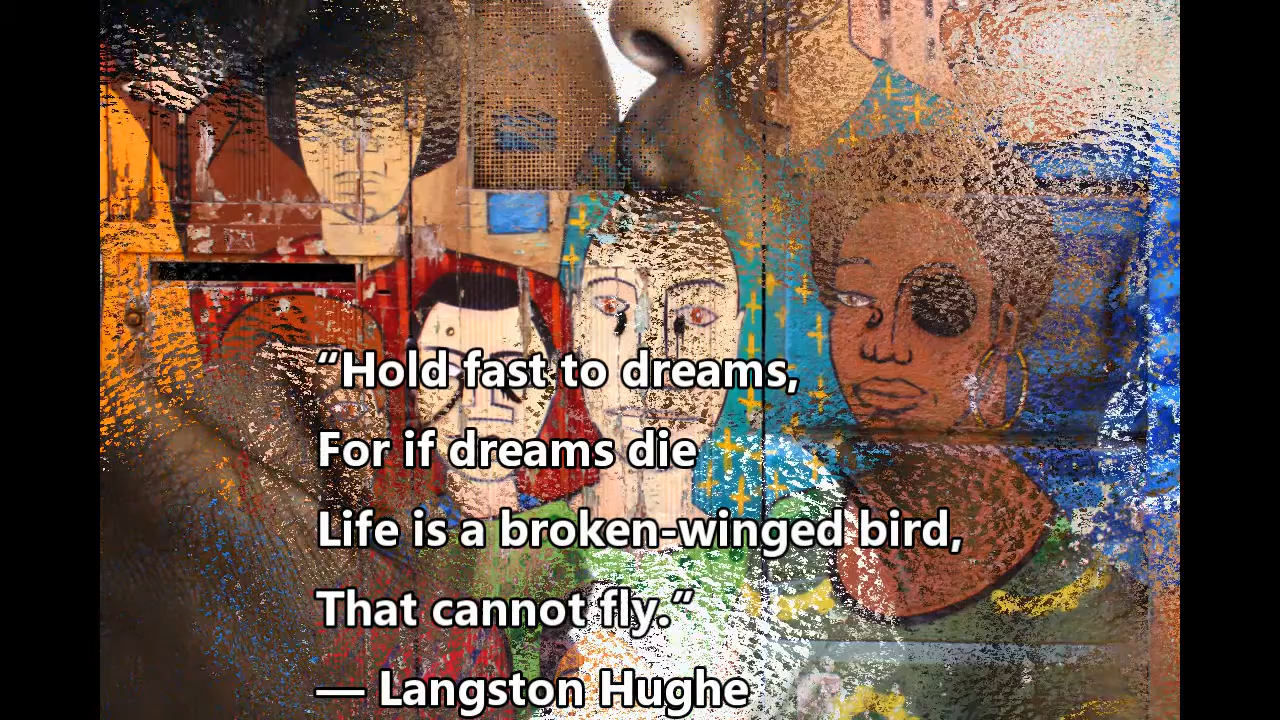 “Hold fast to dreams,
For if dreams die
Life is a broken-winged bird,
That cannot fly.“
— Langston Hughe